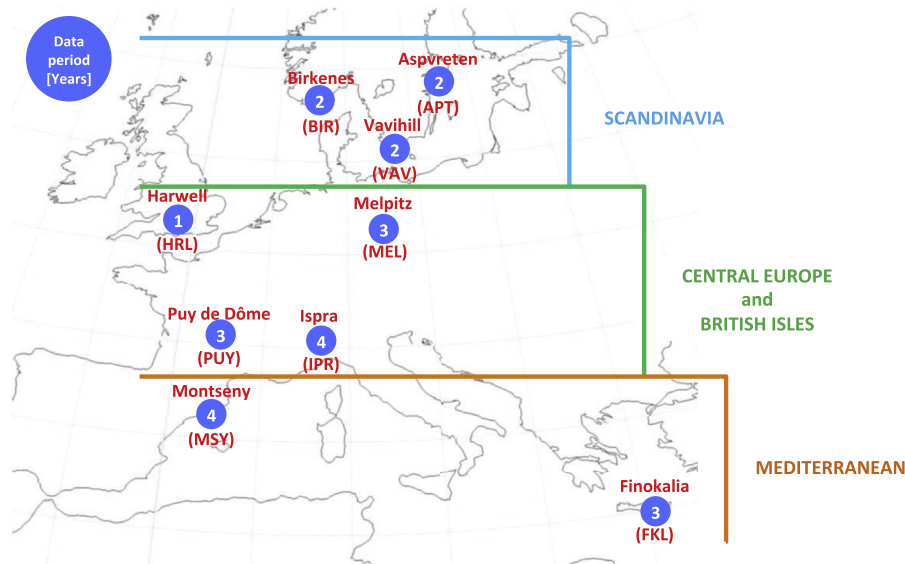 Data
period
[Years]
Aspvreten
2
(APT)
Birkenes
2
(BIR)
Vavihill
2
(VAV)
SCANDINAVIA
Harwell
1
(HRL)
Melpitz
3
(MEL)
CENTRAL EUROPE
and
BRITISH ISLES
Puy de Dôme
3
(PUY)
Ispra
4
(IPR)
Montseny
4
(MSY)
MEDITERRANEAN
Finokalia
3
(FKL)